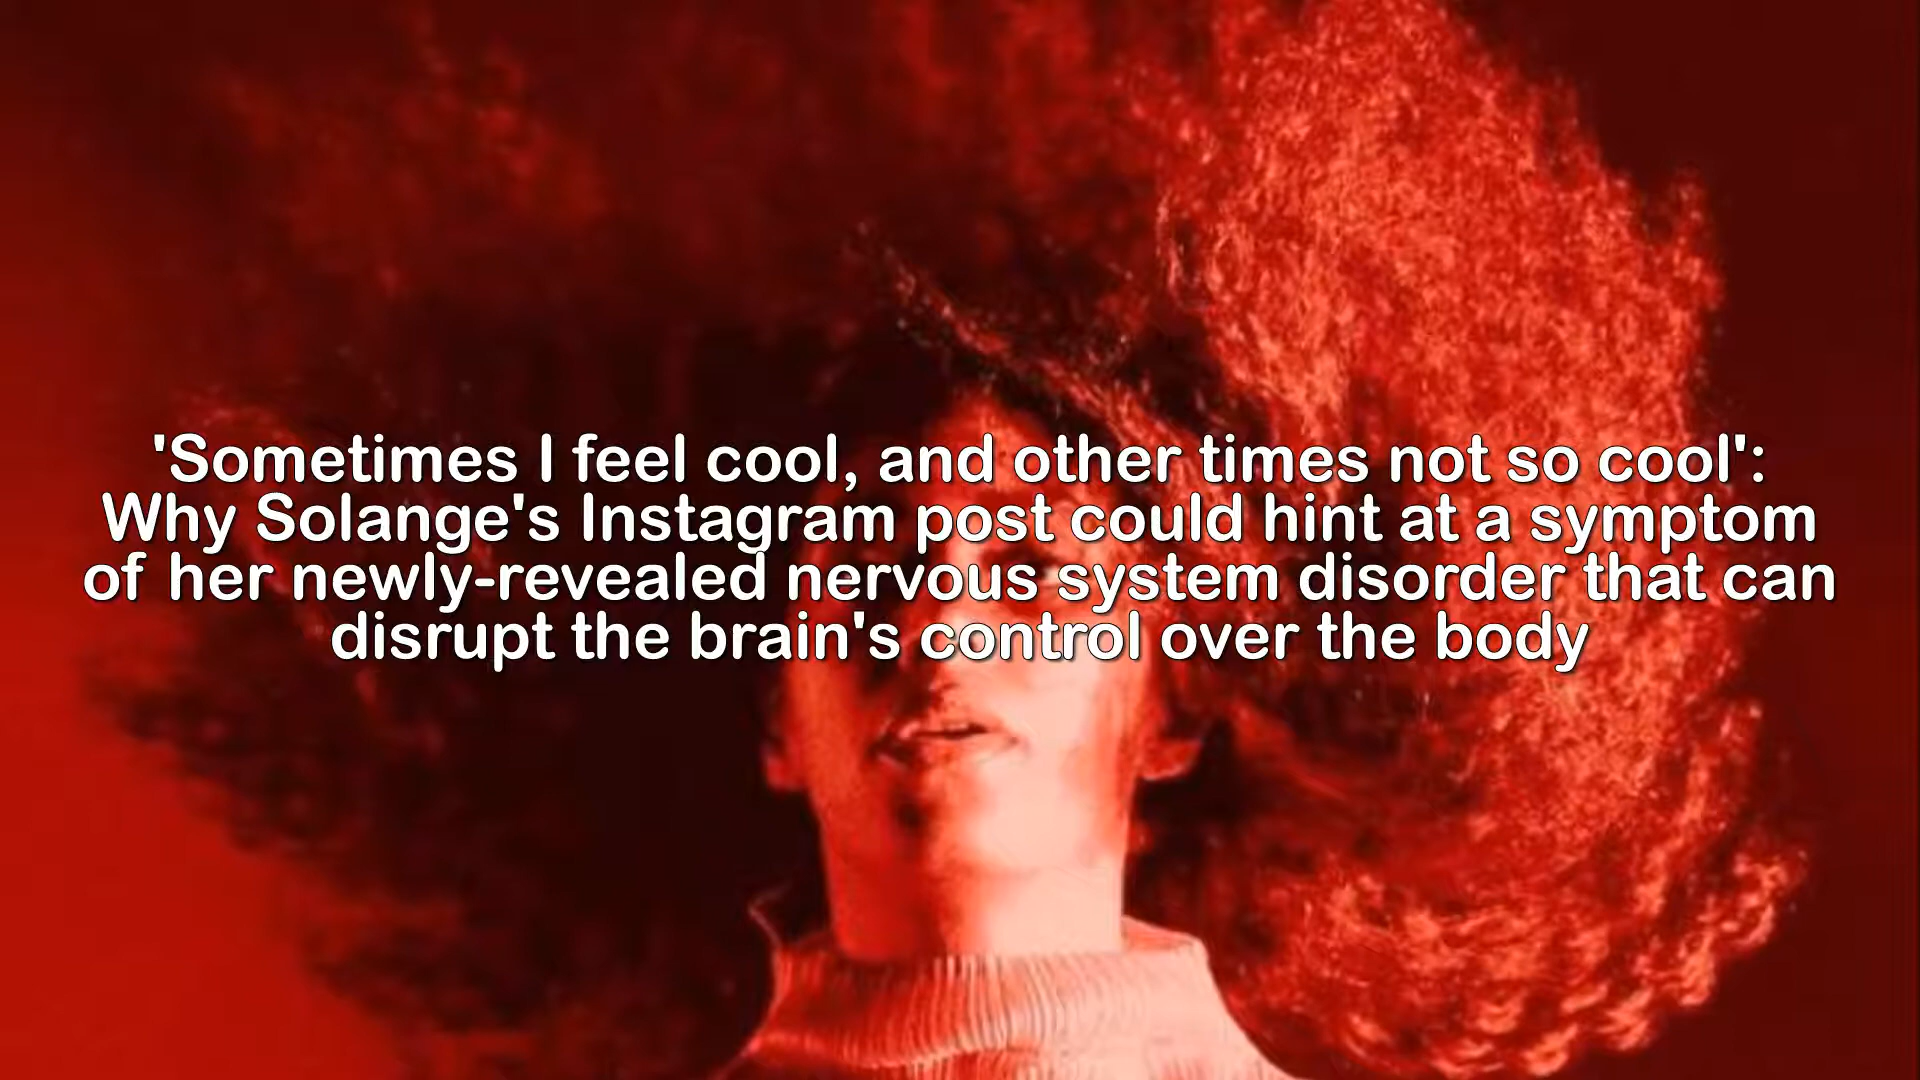 'Sometimes I feel cool, and other times not so cool':
Why Solange's Instagram post could hint at a symptom
of her newly-revealed nervous system disorder that can
disrupt the brain's control over the body